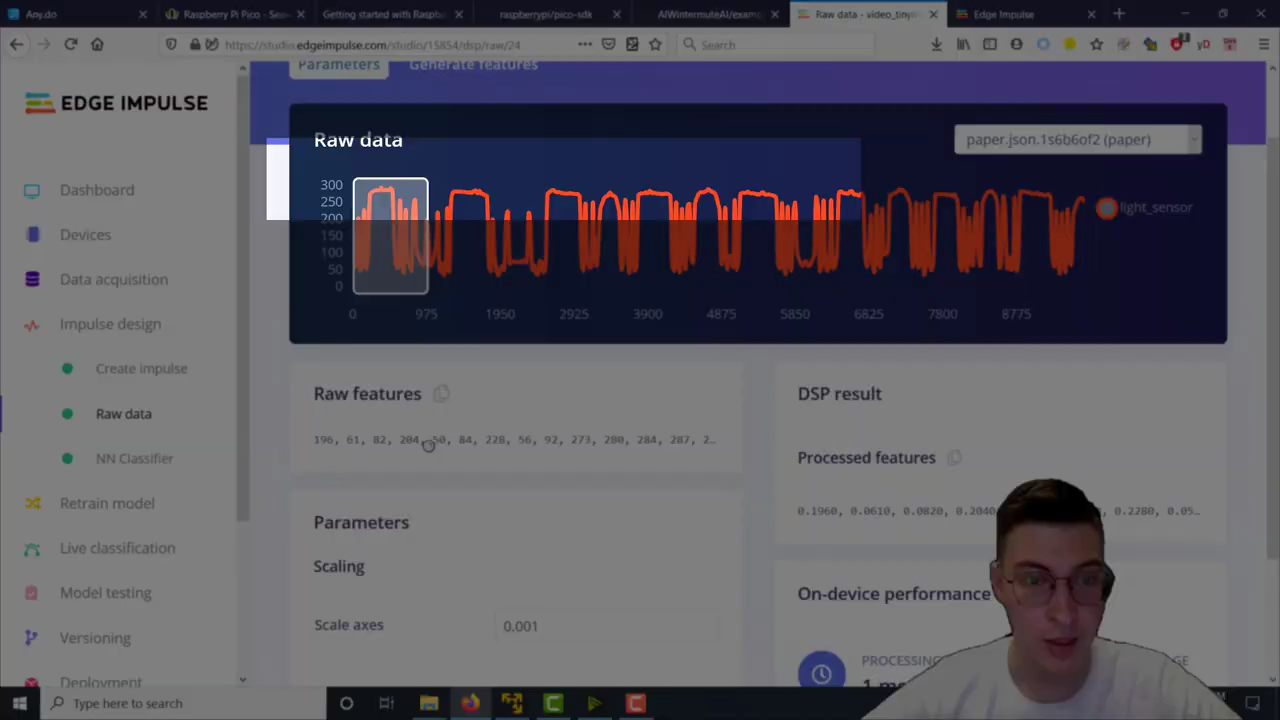 Any.do
Raspberry Pi Pico - Seee
Getting started with Raspbe
raspberrypi/pico-sdk
AIWintermuteAI/examp
Raw data - video_tinyM
Edge Impulse
https://studio.edgeimpulse.com/studio/15854/dsp/raw/24
Search
Parameters
Generate features
EDGE IMPULSE
Dashboard
Devices
Data acquisition
Impulse design
Create impulse
Raw data
NN Classifier
Retrain model
Live classification
Model testing
Versioning
Deployment
Raw data
paper.json.1s6b6of2 (paper)
300
250
200
150
100
50
0
0 975 1950 2925 3900 4875 5850 6825 7800 8775
light_sensor
Raw features
196, 61, 82, 204, 50, 84, 228, 56, 92, 273, 280, 284, 287, 2…
Parameters
Scaling
Scale axes 0.001
DSP result
Processed features
0.1960, 0.0610, 0.0820, 0.2040 0.2280, 0.05…
On-device performance
PROCESSING
Type here to search